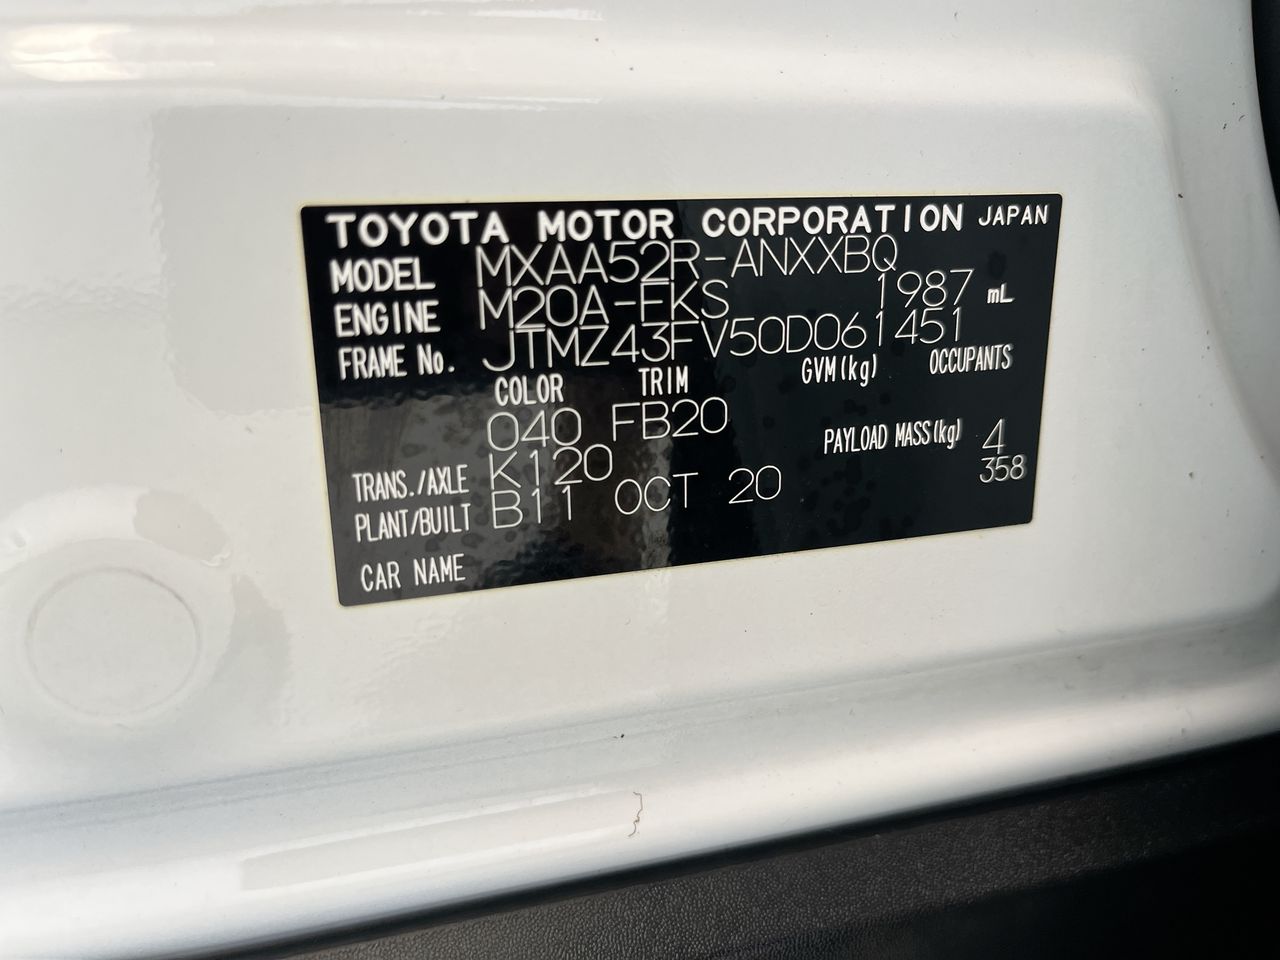 TOYOTA MOTOR CORPORATION JAPAN
MODEL MXAA52R-ANXXBQ
ENGINE M20A-FKS 1987 mL
FRAME No. JTMZ43FV50D061451
COLOR TRIM GVM(kg) OCCUPANTS
040 FB20 PAYLOAD MASS(kg) 4
TRANS./AXLE K120 358
PLANT/BUILT B11 OCT 20
CAR NAME